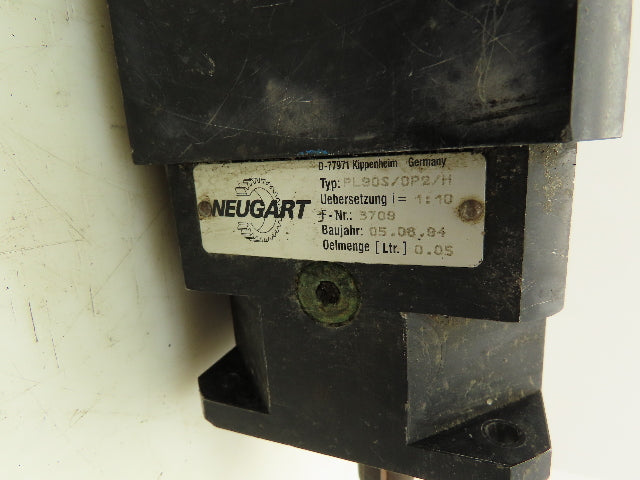 D-77971 Kippenheim Germany
NEUGART
Typ: PL90S/OP2/H
Uebersetzung i = 1:10
F-Nr.: 3709
Baujahr: 05.08.94
Oelmenge [Ltr.] 0.05